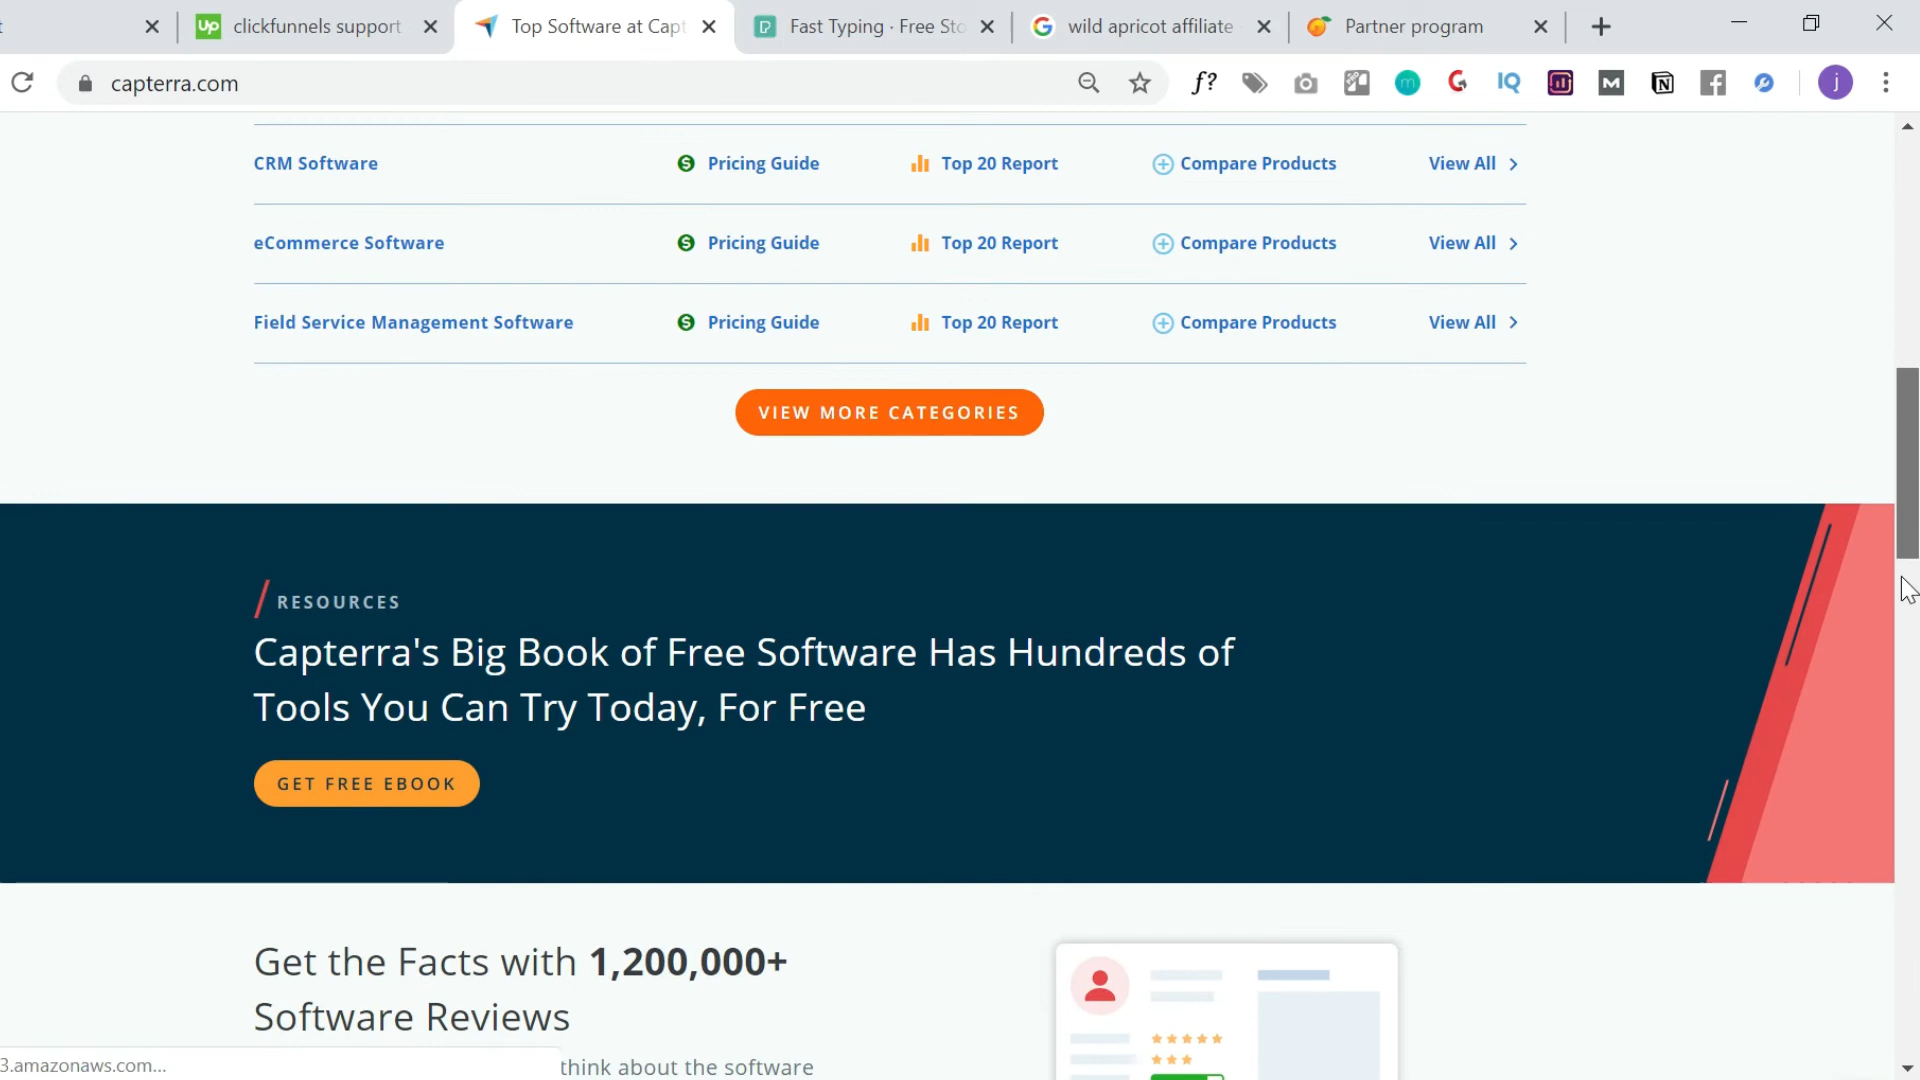 t
clickfunnels support
Top Software at Capt
Fast Typing · Free Sto
wild apricot affiliate
Partner program
capterra.com
CRM Software Pricing Guide Top 20 Report Compare Products View All
eCommerce Software Pricing Guide Top 20 Report Compare Products View All
Field Service Management Software Pricing Guide Top 20 Report Compare Products View All
VIEW MORE CATEGORIES
RESOURCES
Capterra's Big Book of Free Software Has Hundreds of
Tools You Can Try Today, For Free
GET FREE EBOOK
Get the Facts with 1,200,000+
Software Reviews
think about the software
3.amazonaws.com...